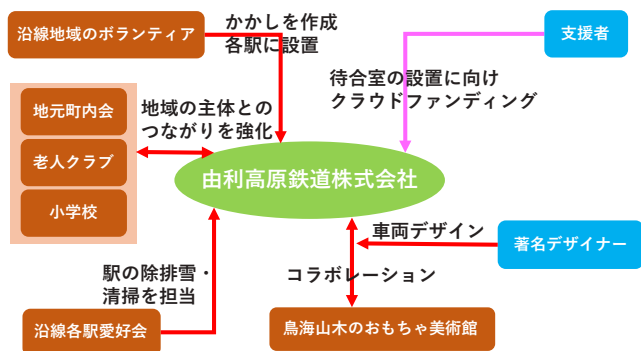 沿線地域のボランティア
かかしを作成
各駅に設置
支援者
待合室の設置に向け
クラウドファンディング
地元町内会
老人クラブ
小学校
地域の主体との
つながりを強化
由利高原鉄道株式会社
車両デザイン
著名デザイナー
駅の除排雪・
清掃を担当
コラボレーション
沿線各駅愛好会
鳥海山木のおもちゃ美術館